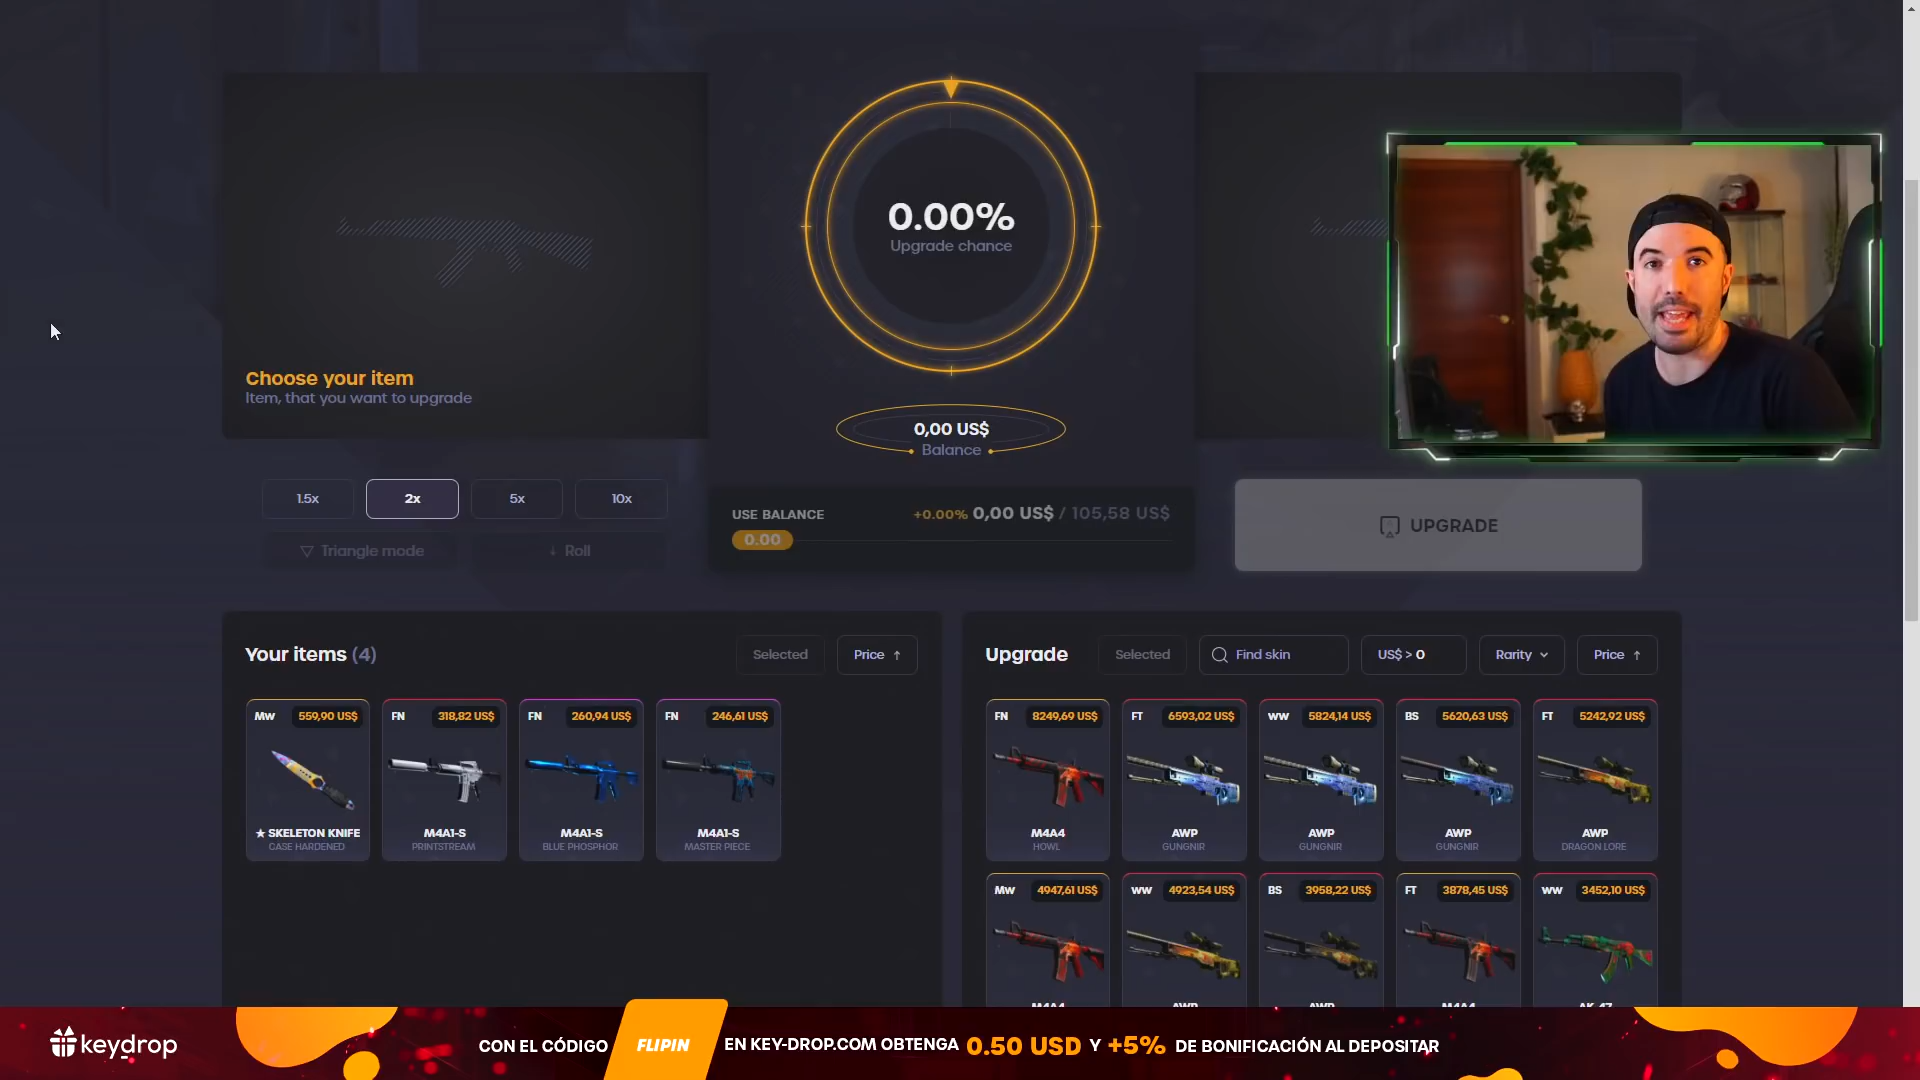 0.00%
Upgrade chance
Choose your item
Item, that you want to upgrade
0,00 US$
Balance
1.5x
2x
5x
10x
Triangle mode
Roll
USE BALANCE
+0.00% 0,00 US$ / 105,58 US$
0.00
UPGRADE
Your items (4)
Selected
Price
MW 559,90 US$
★ SKELETON KNIFE
CASE HARDENED
FN 318,82 US$
M4A1-S
PRINTSTREAM
FN 260,94 US$
M4A1-S
BLUE PHOSPHOR
FN 246,61 US$
M4A1-S
MASTER PIECE
Upgrade
Selected
Find skin
US$ > 0
Rarity
Price
FN 8249,69 US$
M4A4
HOWL
FT 6593,02 US$
AWP
GUNGNIR
WW 5824,14 US$
AWP
GUNGNIR
BS 5620,63 US$
AWP
GUNGNIR
FT 5242,92 US$
AWP
DRAGON LORE
MW 4947,61 US$
M4A4
WW 4923,54 US$
AWP
BS 3958,22 US$
AWP
FT 3878,45 US$
M4A4
WW 3452,10 US$
AK-47
keydrop
CON EL CÓDIGO FLIPIN EN KEY-DROP.COM OBTENGA 0.50 USD Y +5% DE BONIFICACIÓN AL DEPOSITAR